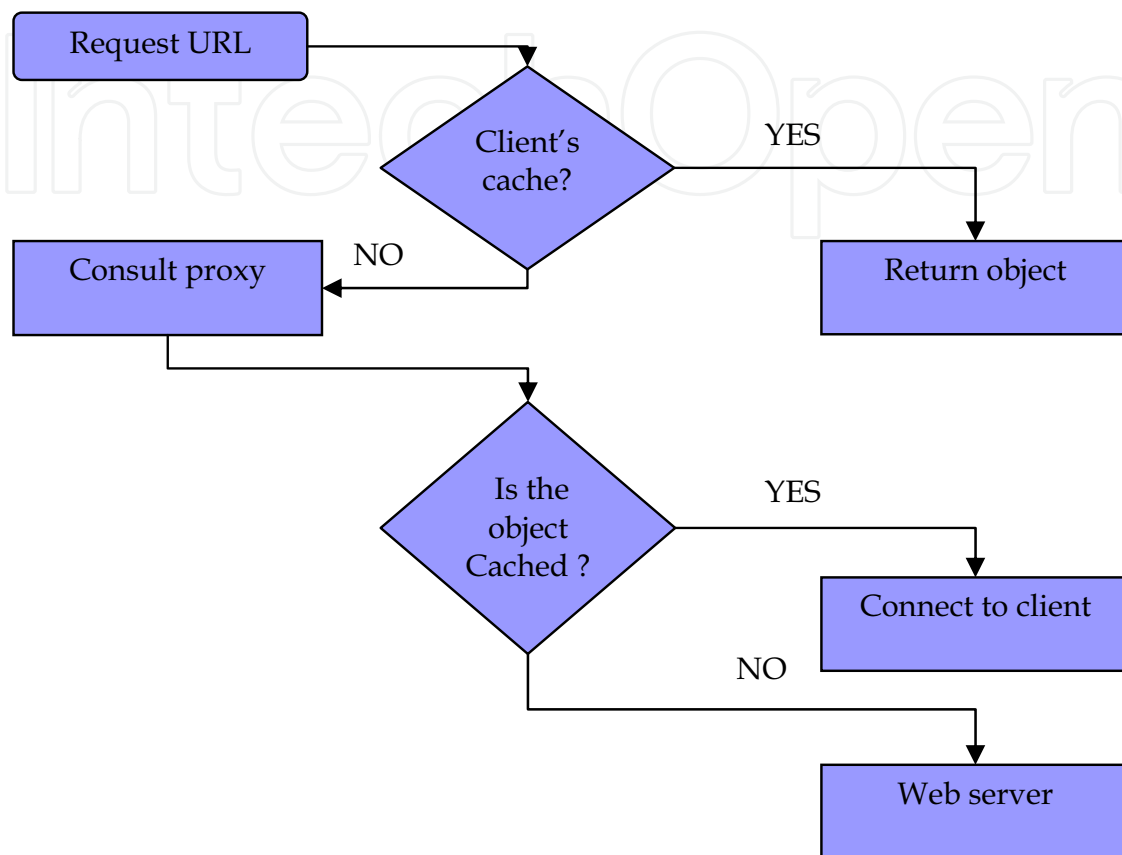 IntechOpen
Request URL
Client’s
cache?
YES
NO
Consult proxy
Return object
Is the
object
Cached ?
YES
Connect to client
NO
Web server